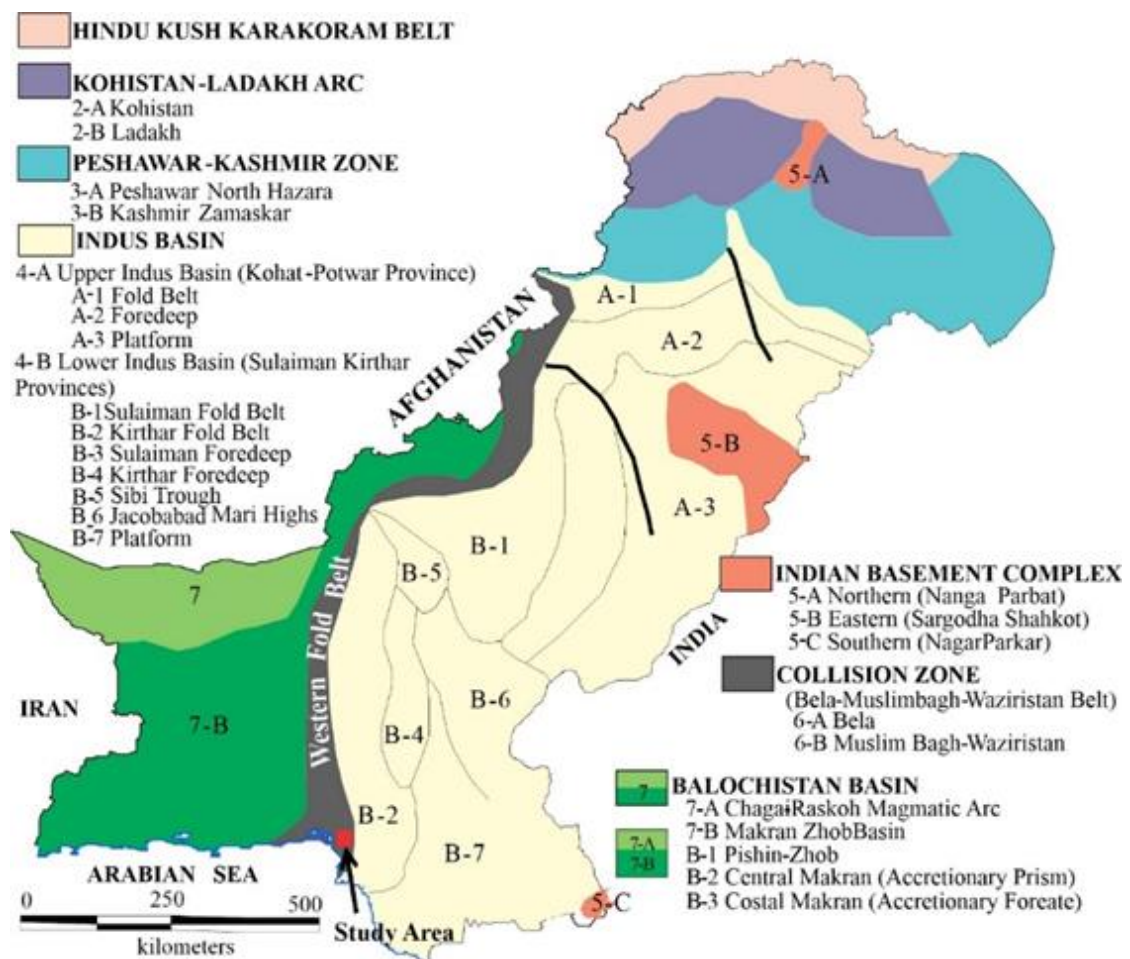 HINDU KUSH KARAKORAM BELT
KOHISTAN-LADAKH ARC
2-A Kohistan
2-B Ladakh
PESHAWAR-KASHMIR ZONE
3-A Peshawar North Hazara
3-B Kashmir Zamaskar
INDUS BASIN
4-A Upper Indus Basin (Kohat-Potwar Province)
A-1 Fold Belt
A-2 Foredeep
A-3 Platform
4-B Lower Indus Basin (Sulaiman Kirthar
Provinces)
B-1Sulaiman Fold Belt
B-2 Kirthar Fold Belt
B-3 Sulaiman Foredeep
B-4 Kirthar Foredeep
B-5 Sibi Trough
B_6 Jacobabad Mari Highs
B-7 Platform
5-A
A-1
A-2
AFGHANISTAN
5-B
A-3
B-1
B-5
7
Western Fold Belt
INDIA
IRAN
7-B
B-6
B-4
B-2
B-7
5-C
ARABIAN SEA
0 250 500
kilometers
Study Area
INDIAN BASEMENT COMPLEX
5-A Northern (Nanga Parbat)
5-B Eastern (Sargodha Shahkot)
5-C Southern (NagarParkar)
COLLISION ZONE
(Bela-Muslimbagh-Waziristan Belt)
6-A Bela
6-B Muslim Bagh-Waziristan
7
BALOCHISTAN BASIN
7-A ChagaiRaskoh Magmatic Arc
7-A
7-B
7-B Makran ZhobBasin
B-1 Pishin-Zhob
B-2 Central Makran (Accretionary Prism)
B-3 Costal Makran (Accretionary Foreate)